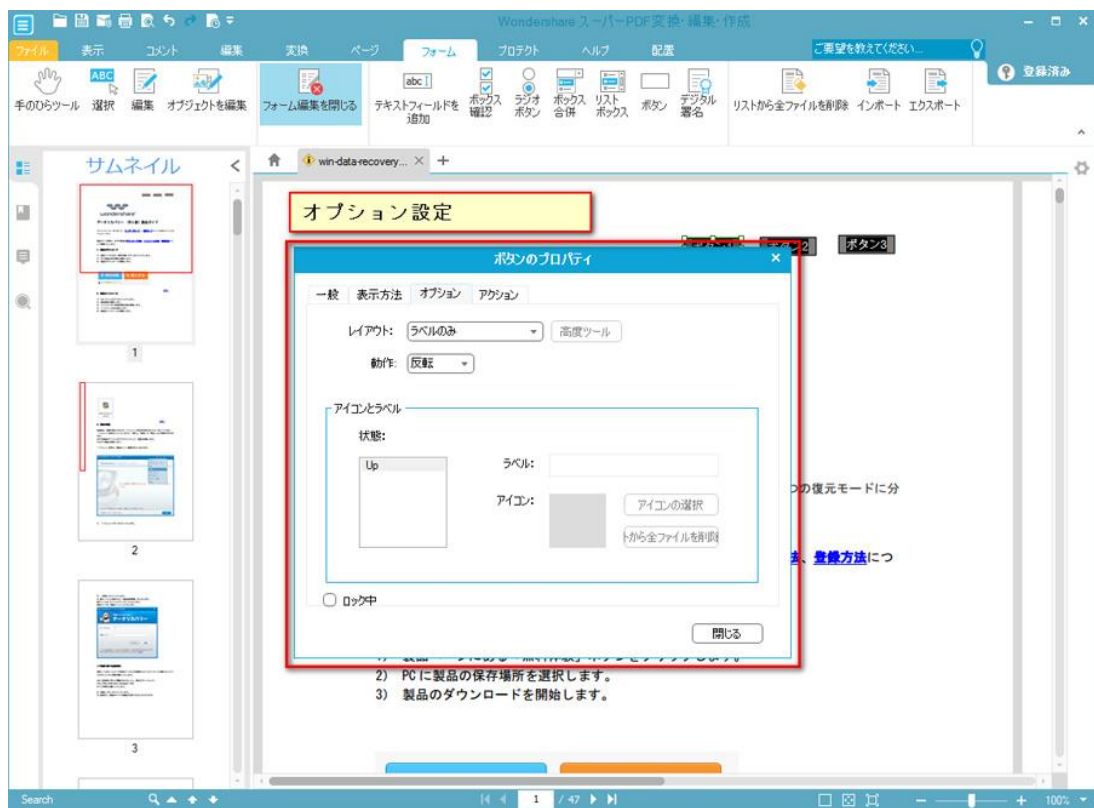 Wondershare スーパーPDF変換・編集・作成
ファイル 表示 コメント 編集 変換 ページ フォーム プロテクト ヘルプ 配置 ご要望を教えてください...
登録済み
手のひらツール 選択 編集 オブジェクトを編集 フォーム編集を閉じる テキストフィールドを追加 ボックス確認 ラジオボタン ボックス合併 リストボックス ボタン デジタル署名 リストから全ファイルを削除 インポート エクスポート
サムネイル
win-data-recovery...
オプション設定
ボタン3
ボタンのプロパティ
一般 表示方法 オプション アクション
レイアウト: ラベルのみ 高度ツール
動作: 反転
アイコンとラベル
状態:
Up
ラベル:
アイコン:
アイコンの選択
トから全ファイルを削除
つの復元モードに分
法、登録方法につ
ロック中
閉じる
2) PCに製品の保存場所を選択します。
3) 製品のダウンロードを開始します。
1
2
3
Search
1 / 47
100%